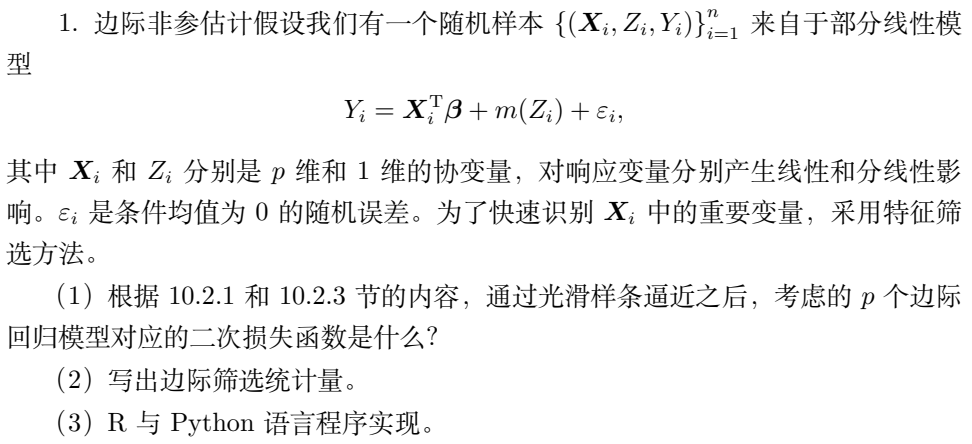 1. 边际非参估计假设我们有一个随机样本 $\{(\boldsymbol{X}_i, Z_i, Y_i)\}_{i=1}^n$ 来自于部分线性模
型
$Y_i = \boldsymbol{X}_i^{\mathrm{T}}\boldsymbol{\beta} + m(Z_i) + \varepsilon_i,$
其中 $\boldsymbol{X}_i$ 和 $Z_i$ 分别是 $p$ 维和 1 维的协变量，对响应变量分别产生线性和分线性影
响。$\varepsilon_i$ 是条件均值为 0 的随机误差。为了快速识别 $\boldsymbol{X}_i$ 中的重要变量，采用特征筛
选方法。
（1）根据 10.2.1 和 10.2.3 节的内容，通过光滑样条逼近之后，考虑的 $p$ 个边际
回归模型对应的二次损失函数是什么？
（2）写出边际筛选统计量。
（3）R 与 Python 语言程序实现。